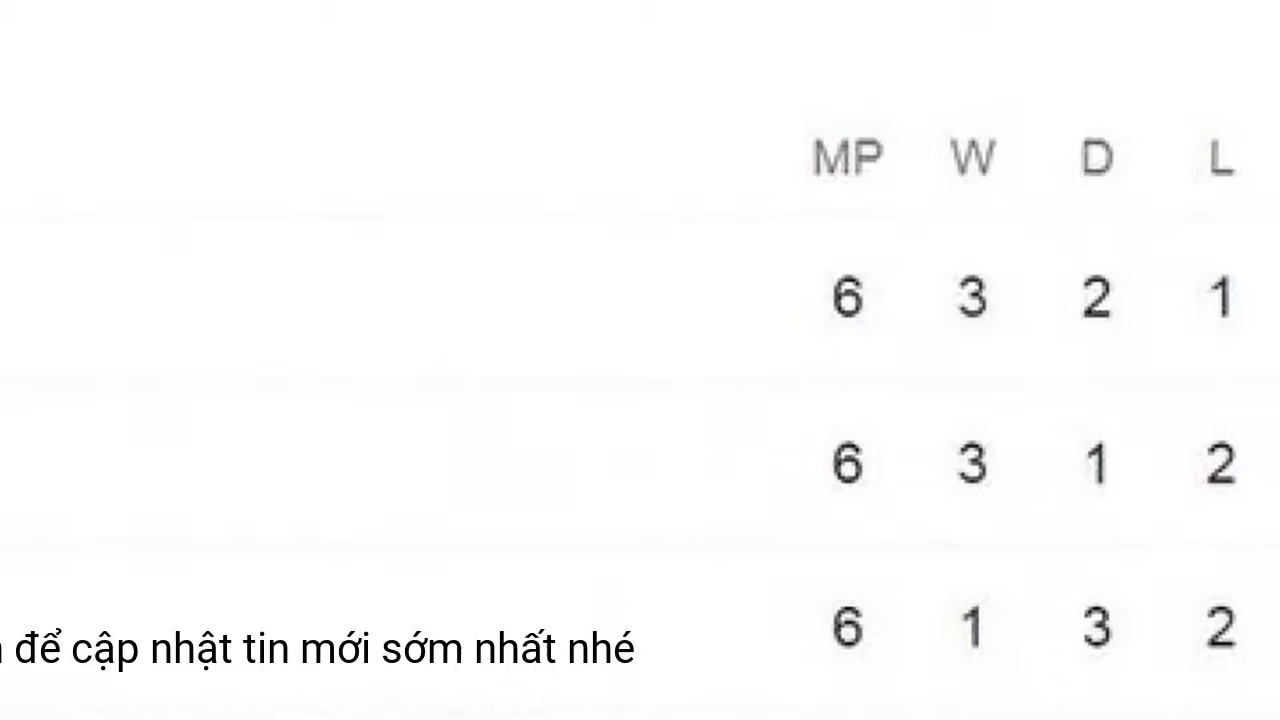 MP W D L
6 3 2 1
6 3 1 2
6 1 3 2
để cập nhật tin mới sớm nhất nhé